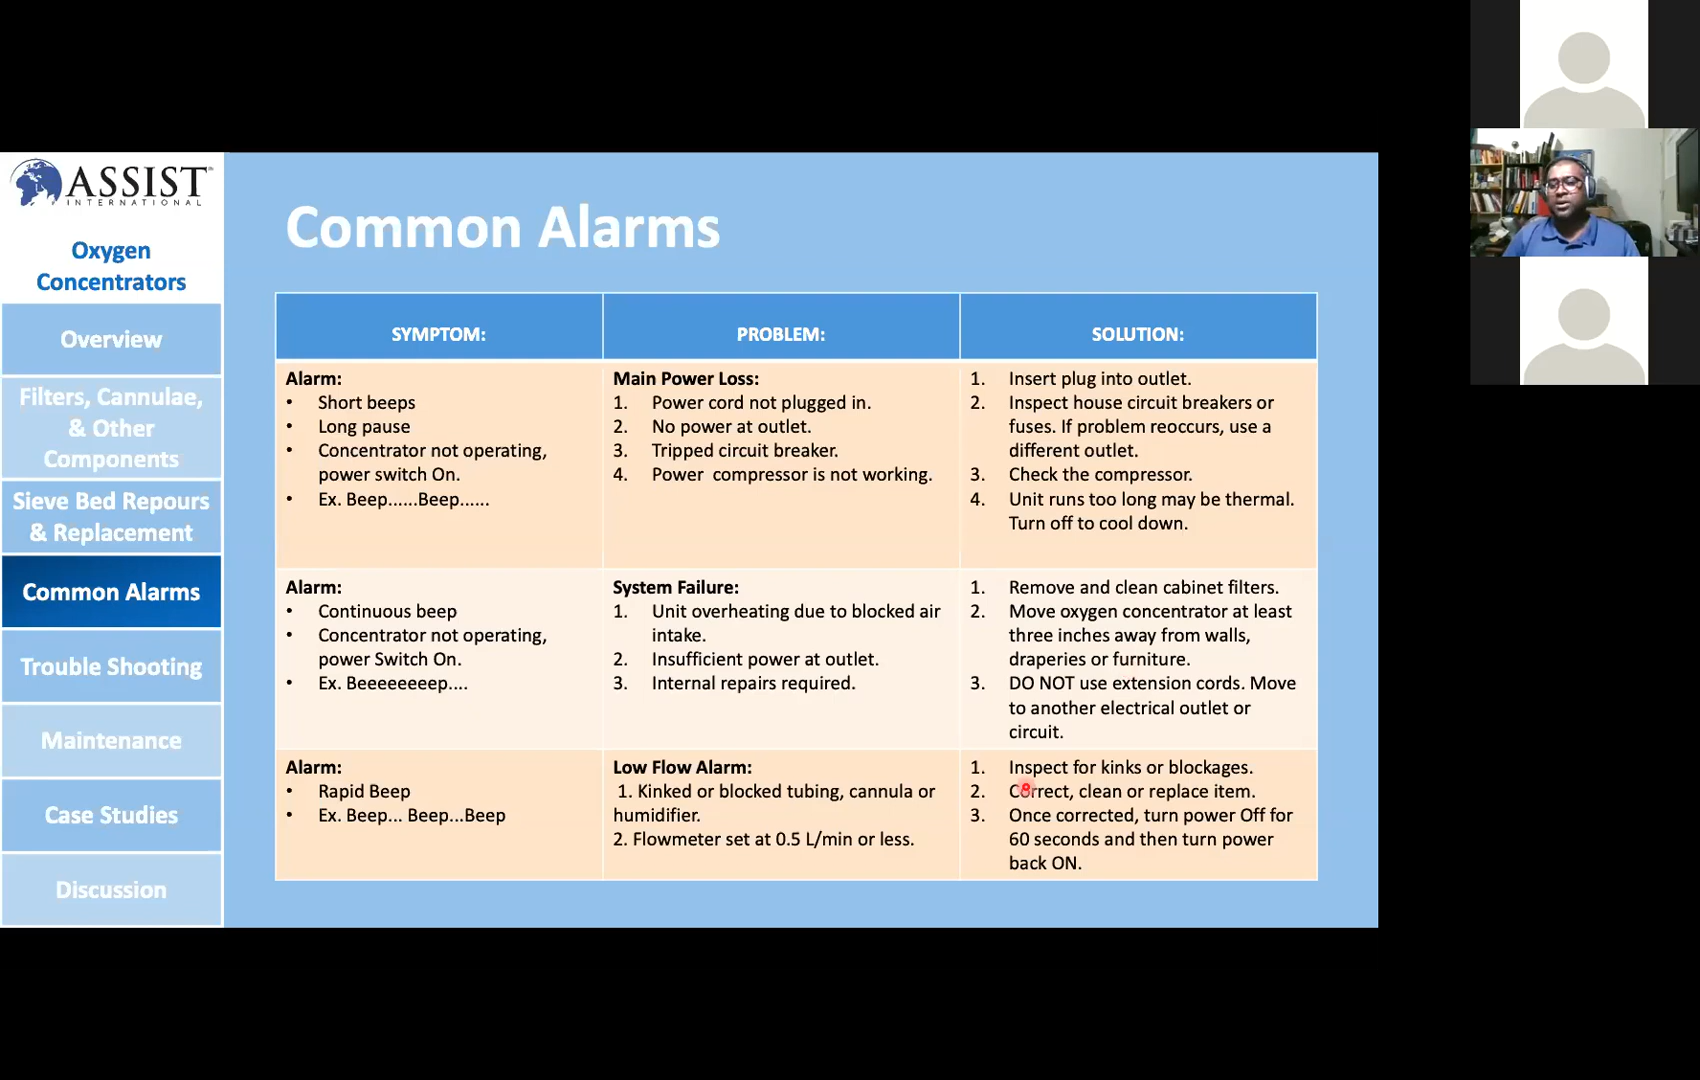 ASSIST
INTERNATIONAL
Oxygen
Concentrators
Overview
Filters, Cannulae,
& Other
Components
Sieve Bed Repours
& Replacement
Common Alarms
Trouble Shooting
Maintenance
Case Studies
Discussion
Common Alarms
SYMPTOM:
PROBLEM:
SOLUTION:
Alarm:
• Short beeps
• Long pause
• Concentrator not operating,
power switch On.
• Ex. Beep......Beep......
Main Power Loss:
1. Power cord not plugged in.
2. No power at outlet.
3. Tripped circuit breaker.
4. Power compressor is not working.
1. Insert plug into outlet.
2. Inspect house circuit breakers or
fuses. If problem reoccurs, use a
different outlet.
3. Check the compressor.
4. Unit runs too long may be thermal.
Turn off to cool down.
Alarm:
• Continuous beep
• Concentrator not operating,
power Switch On.
• Ex. Beeeeeeeep....
System Failure:
1. Unit overheating due to blocked air
intake.
2. Insufficient power at outlet.
3. Internal repairs required.
1. Remove and clean cabinet filters.
2. Move oxygen concentrator at least
three inches away from walls,
draperies or furniture.
3. DO NOT use extension cords. Move
to another electrical outlet or
circuit.
Alarm:
• Rapid Beep
• Ex. Beep... Beep...Beep
Low Flow Alarm:
1. Kinked or blocked tubing, cannula or
humidifier.
2. Flowmeter set at 0.5 L/min or less.
1. Inspect for kinks or blockages.
2. Correct, clean or replace item.
3. Once corrected, turn power Off for
60 seconds and then turn power
back ON.